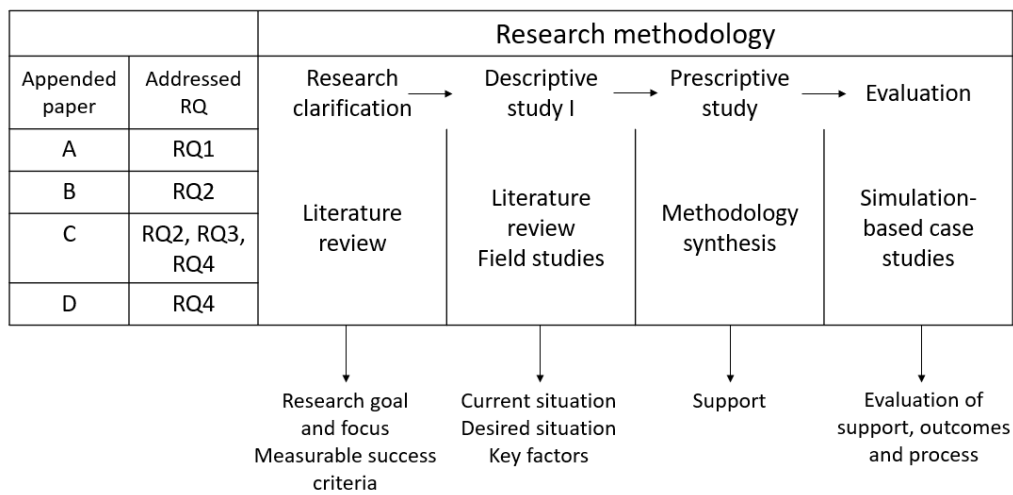 Research methodology
Appended
paper
Addressed
RQ
Research
clarification
Descriptive
study I
Prescriptive
study
Evaluation
A
RQ1
B
RQ2
C
RQ2, RQ3,
RQ4
D
RQ4
Literature
review
Literature
review
Field studies
Methodology
synthesis
Simulation-
based case
studies
Research goal
and focus
Measurable success
criteria
Current situation
Desired situation
Key factors
Support
Evaluation of
support, outcomes
and process